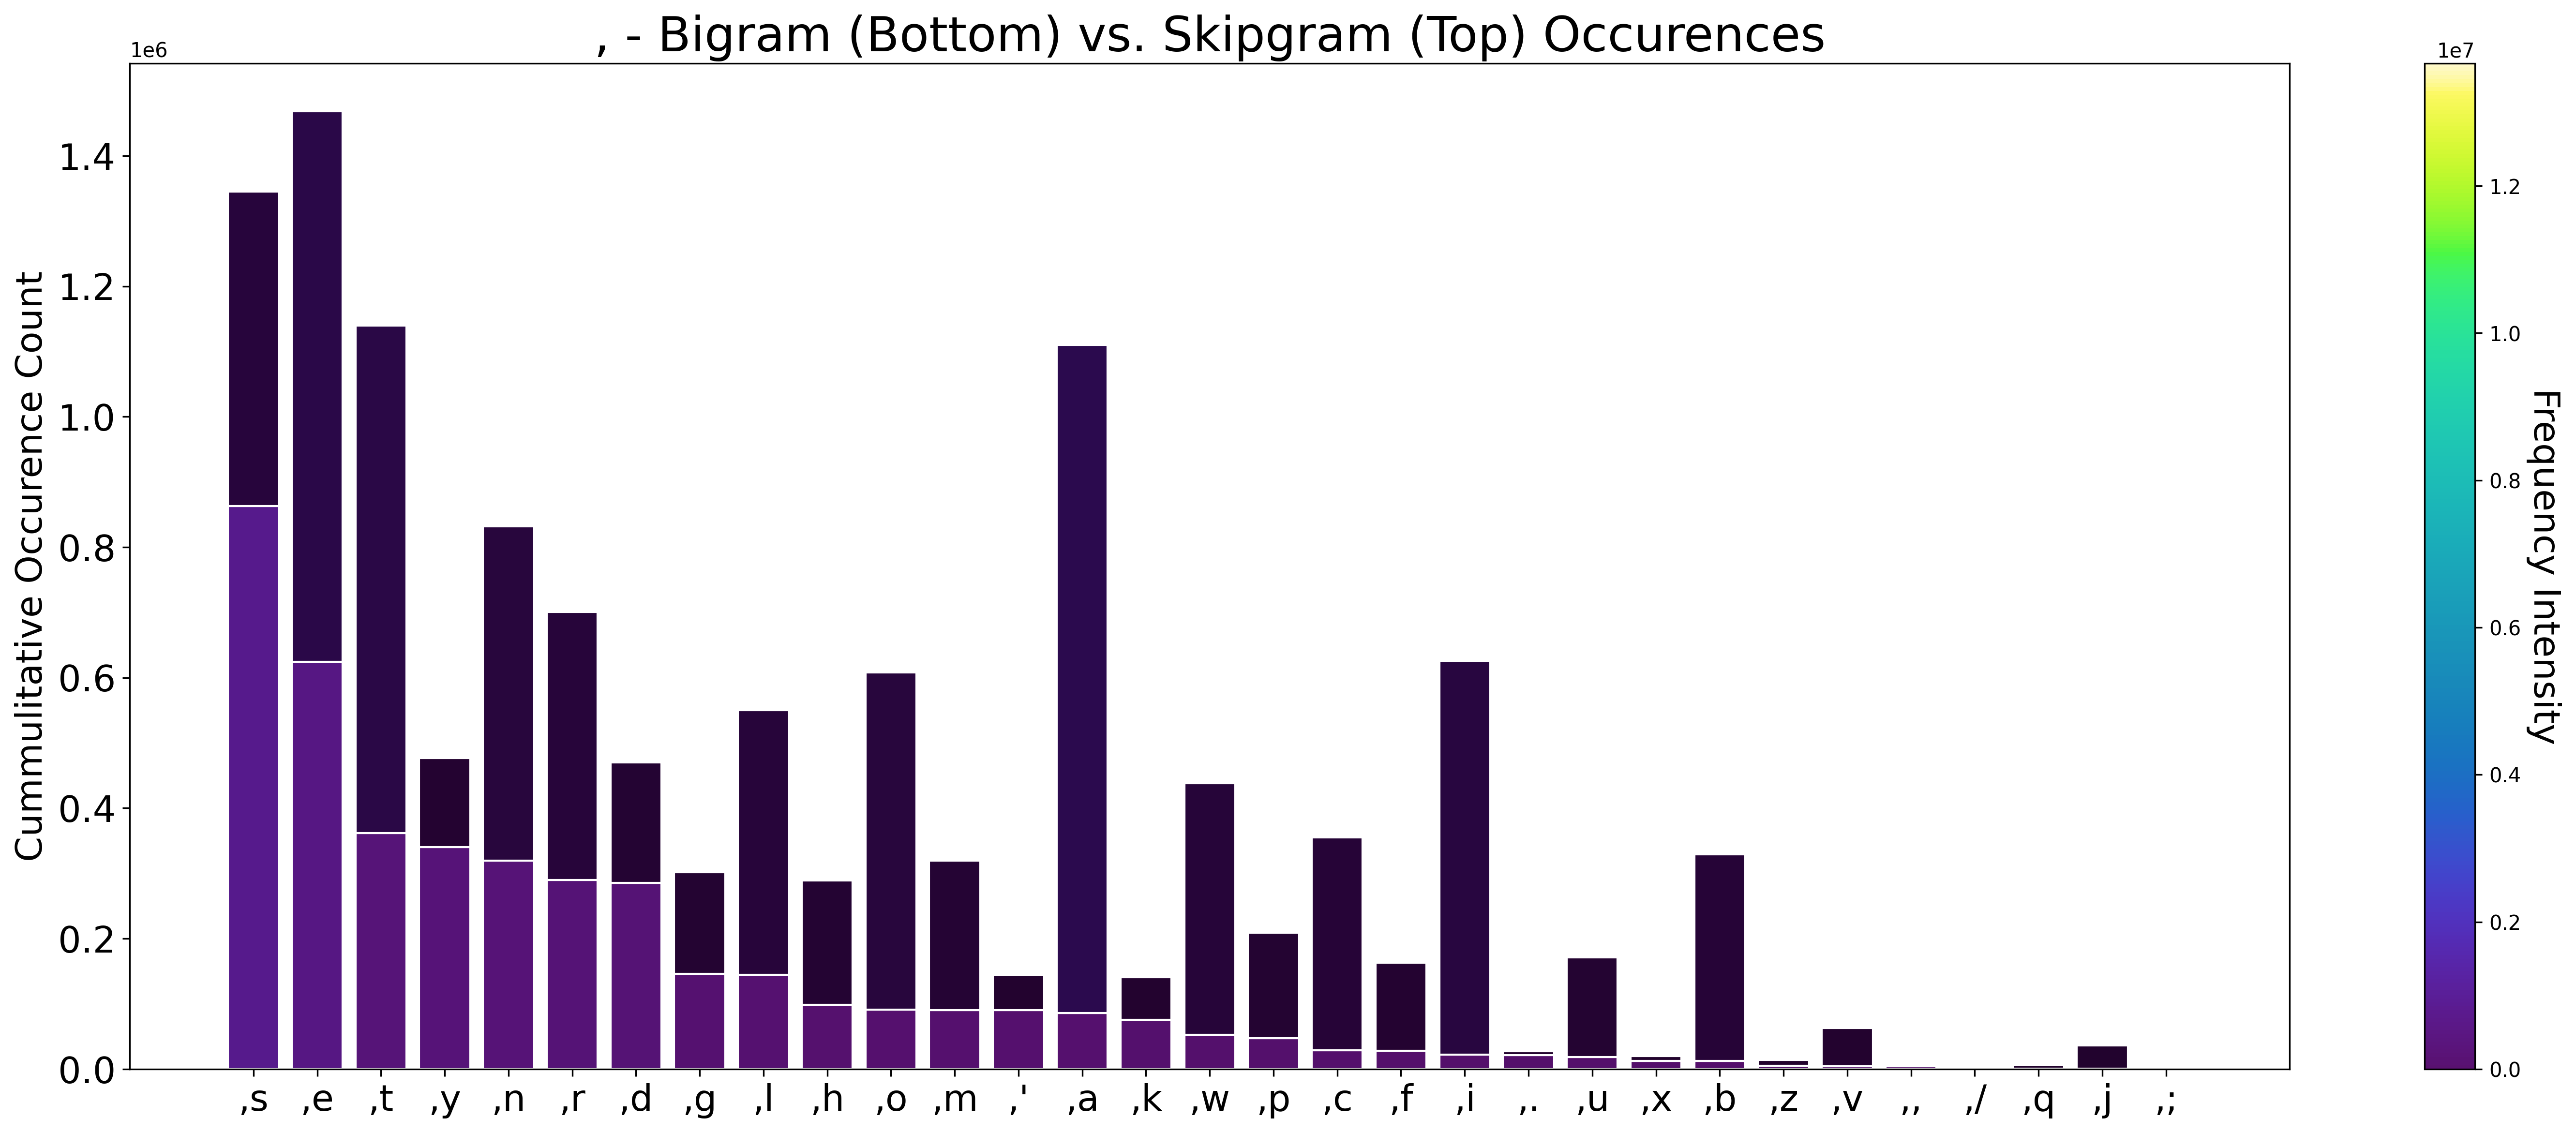 , - Bigram (Bottom) vs. Skipgram (Top) Occurences
1e6
1e7
Cummulitative Occurence Count
1.4
1.2
1.0
0.8
0.6
0.4
0.2
0.0
,s ,e ,t ,y ,n ,r ,d ,g ,l ,h ,o ,m ,' ,a ,k ,w ,p ,c ,f ,i ,. ,u ,x ,b ,z ,v ,, ,/ ,q ,j ,;
1.2
1.0
0.8
0.6
0.4
0.2
0.0
Frequency Intensity